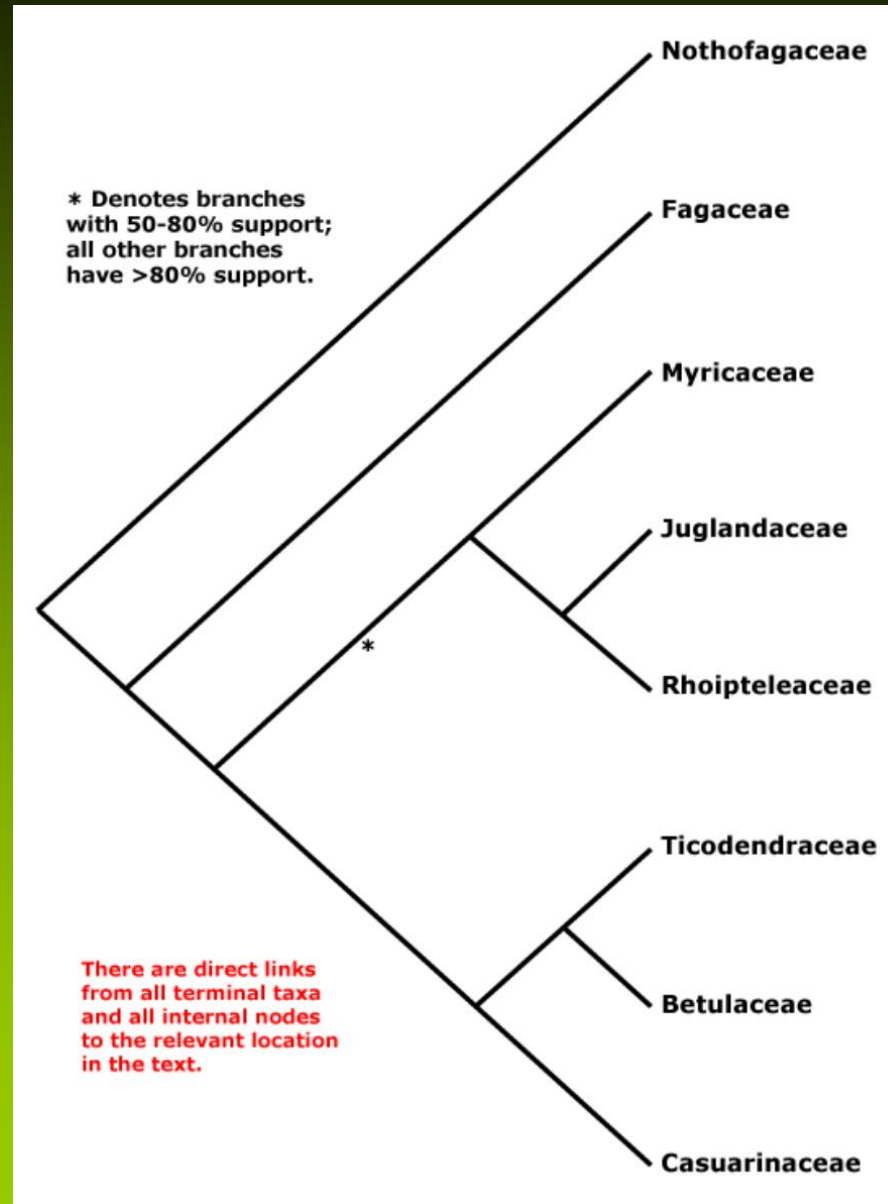 Nothofagaceae
* Denotes branches
with 50-80% support;
all other branches
have >80% support.
Fagaceae
Myricaceae
Juglandaceae
*
Rhoipteleaceae
Ticodendraceae
There are direct links
from all terminal taxa
and all internal nodes
to the relevant location
in the text.
Betulaceae
Casuarinaceae